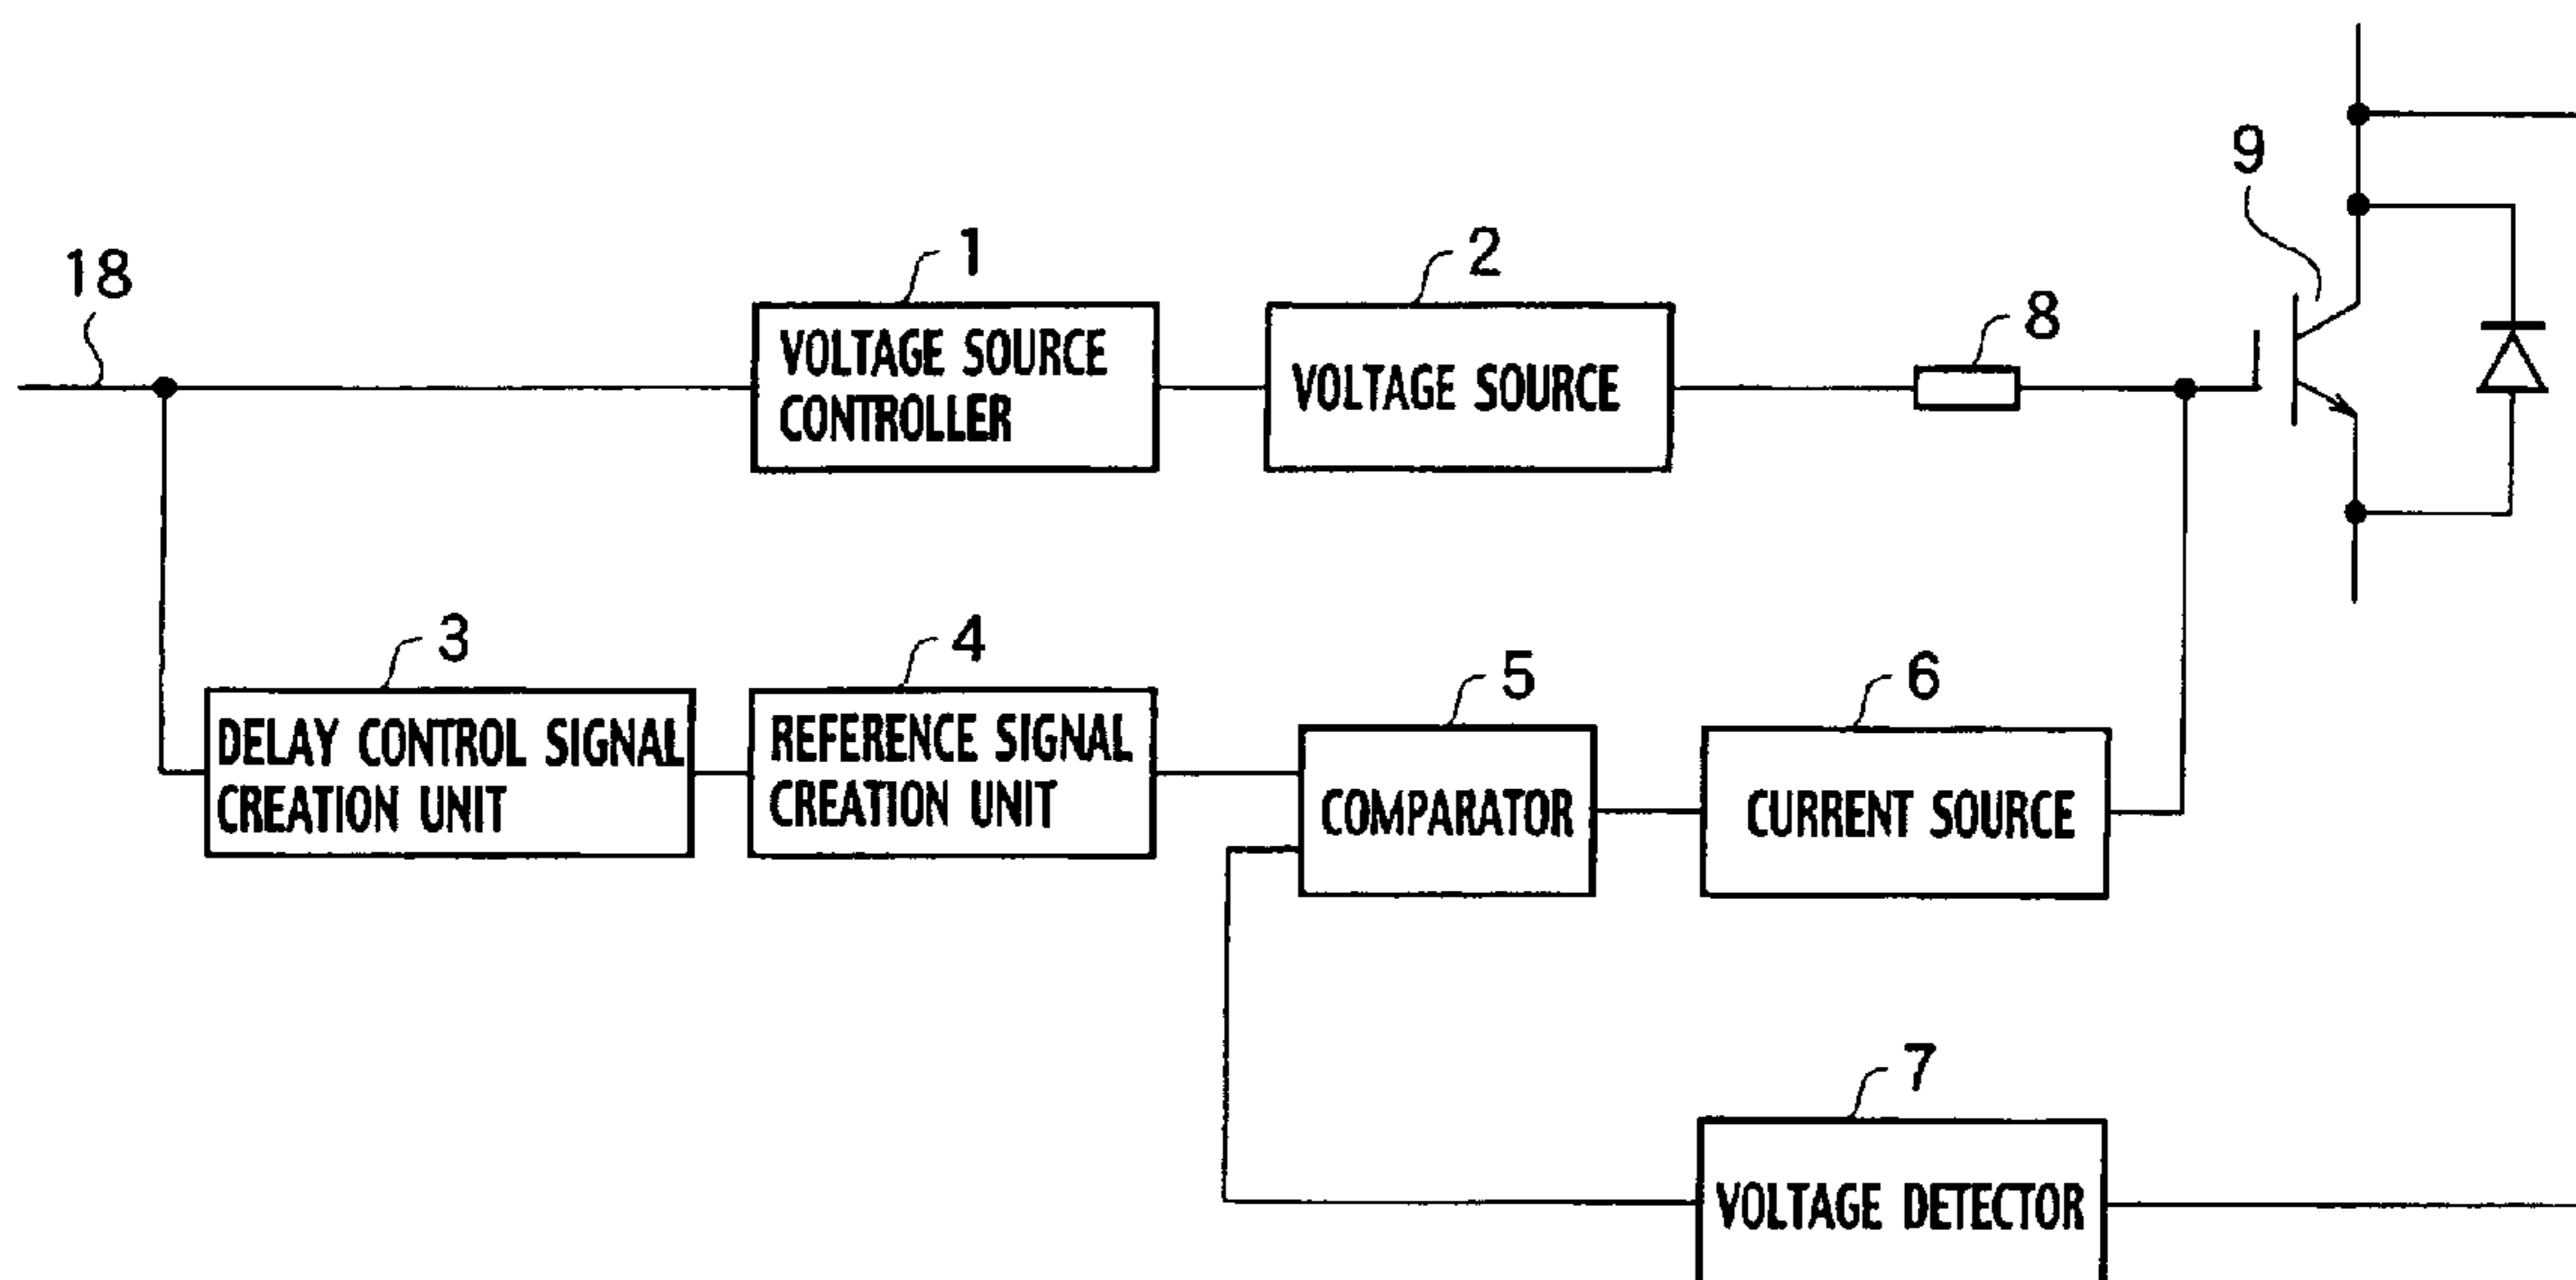 9
18
1
2
8
VOLTAGE SOURCE
CONTROLLER
VOLTAGE SOURCE
3
4
5
6
DELAY CONTROL SIGNAL
CREATION UNIT
REFERENCE SIGNAL
CREATION UNIT
COMPARATOR
CURRENT SOURCE
7
VOLTAGE DETECTOR